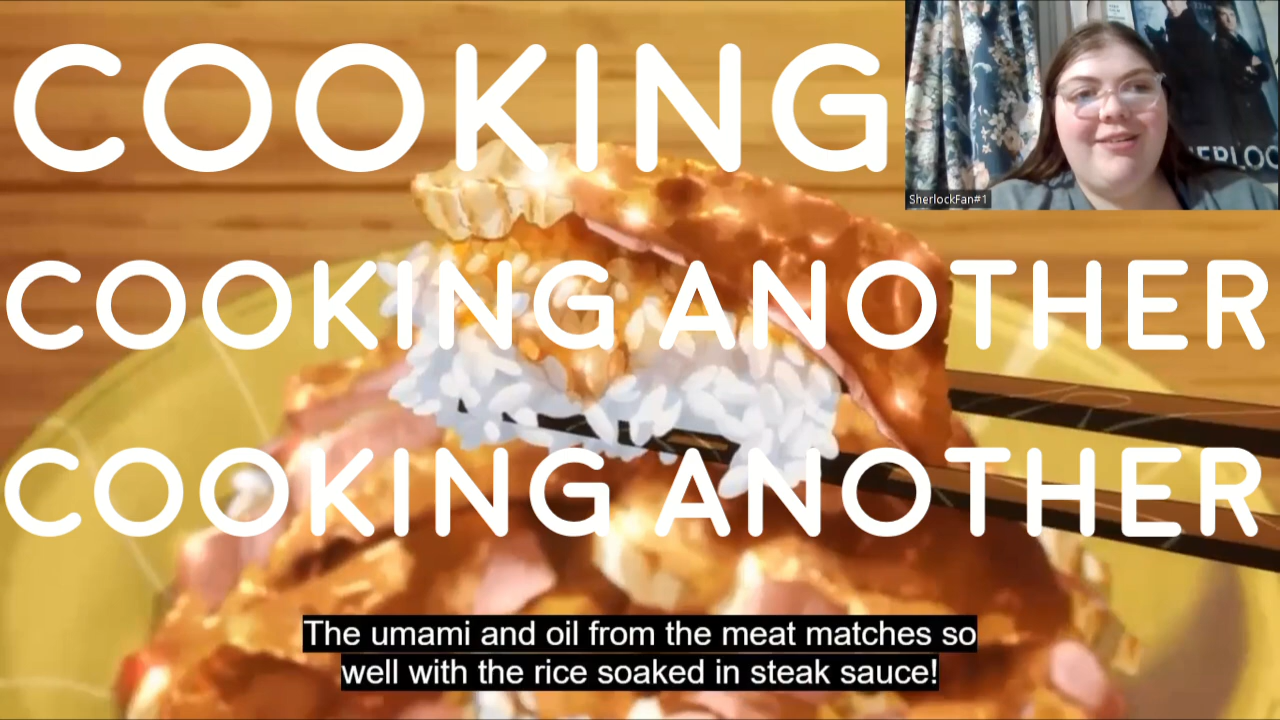 COOKING
SherlockFan#1
COOKING ANOTHER
COOKING ANOTHER
The umami and oil from the meat matches so
well with the rice soaked in steak sauce!